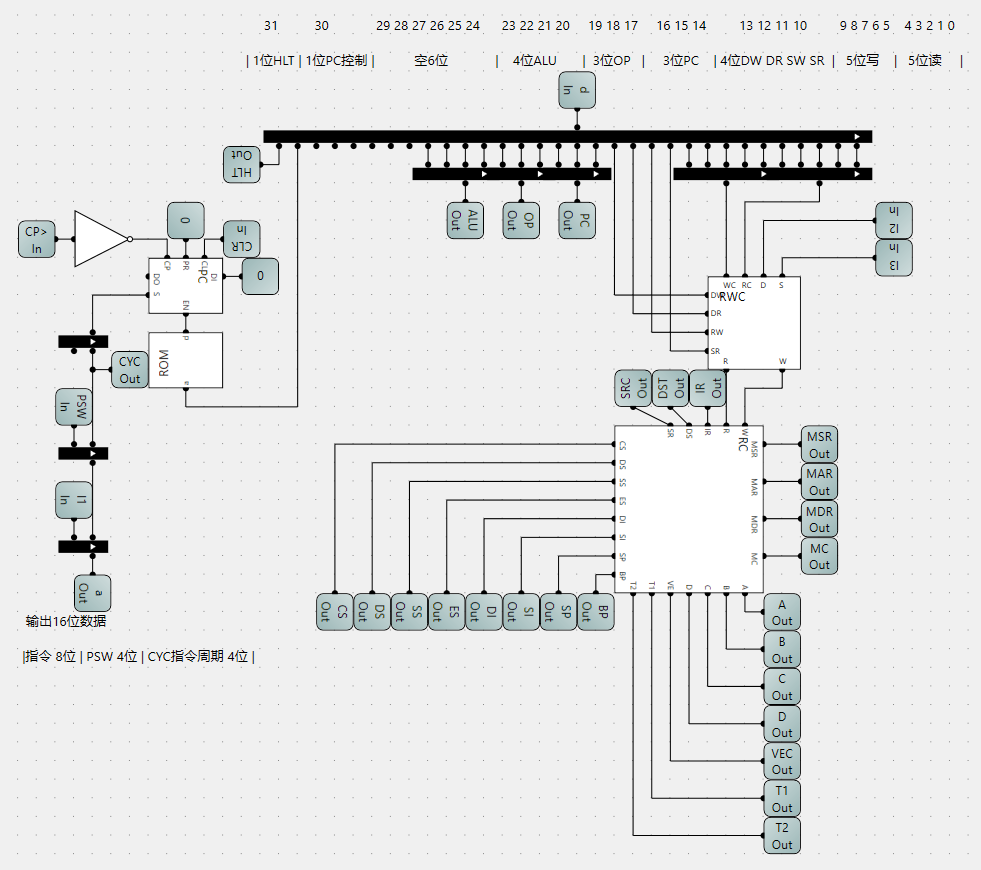 31 30 29 28 27 26 25 24 23 22 21 20 19 18 17 16 15 14 13 12 11 10 9 8 7 6 5 4 3 2 1 0
| 1位HLT | 1位PC控制 | 空6位 | 4位ALU | 3位OP | 3位PC | 4位DW DR SW SR | 5位写 | 5位读 |
d
In
HLT
Out
ALU
Out
OP
Out
PC
Out
CP>
In
0
CLR
In
0
CP
PR
CL
DI
PC
DO
S
EN
I2
In
I3
In
WC
RC
D
S
DW
RWC
DR
RW
SR
R
W
P
ROM
CYC
Out
PSW
In
I1
In
a
Out
SRC
Out
DST
Out
IR
Out
SR
DS
IR
R
W
RC
CS
DS
SS
ES
DI
SI
SP
BP
MSR
MAR
MDR
MC
T2
T1
VE
D
C
B
A
MSR
Out
MAR
Out
MDR
Out
MC
Out
CS
Out
DS
Out
SS
Out
ES
Out
DI
Out
SI
Out
SP
Out
BP
Out
A
Out
B
Out
C
Out
D
Out
VEC
Out
T1
Out
T2
Out
输出16位数据
|指令 8位 | PSW 4位 | CYC指令周期 4位 |